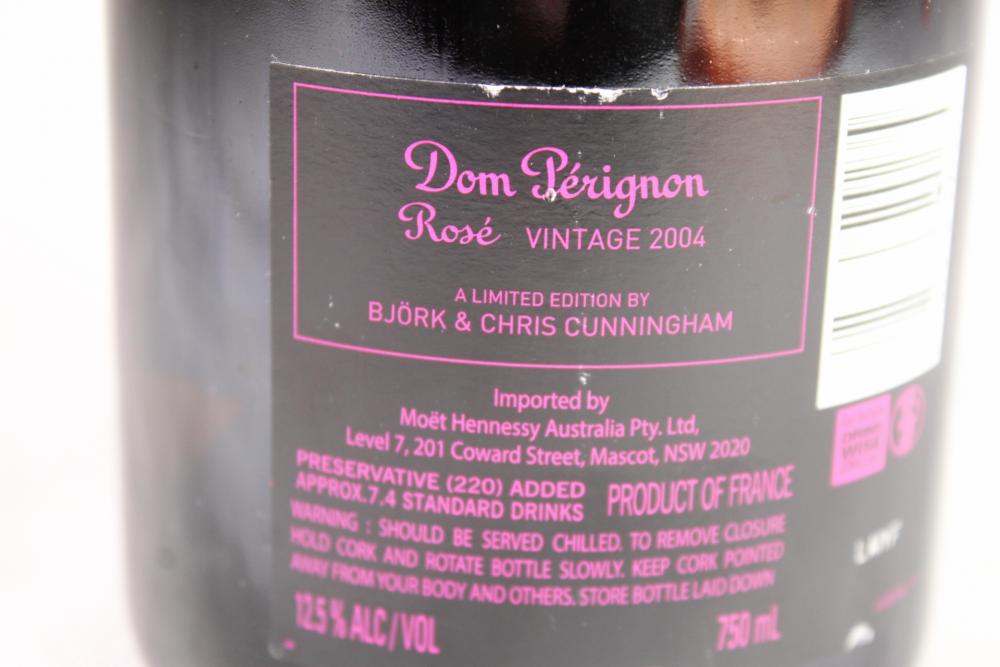 Dom Pérignon
Rosé VINTAGE 2004
A LIMITED EDITION BY
BJÖRK & CHRIS CUNNINGHAM
Imported by
Moët Hennessy Australia Pty. Ltd,
Level 7, 201 Coward Street, Mascot, NSW 2020
PRESERVATIVE (220) ADDED
APPROX.7.4 STANDARD DRINKS
PRODUCT OF FRANCE
WARNING : SHOULD BE SERVED CHILLED. TO REMOVE CLOSURE
HOLD CORK AND ROTATE BOTTLE SLOWLY. KEEP CORK POINTED
AWAY FROM YOUR BODY AND OTHERS. STORE BOTTLE LAID DOWN
12.5 % ALC / VOL
750 mL